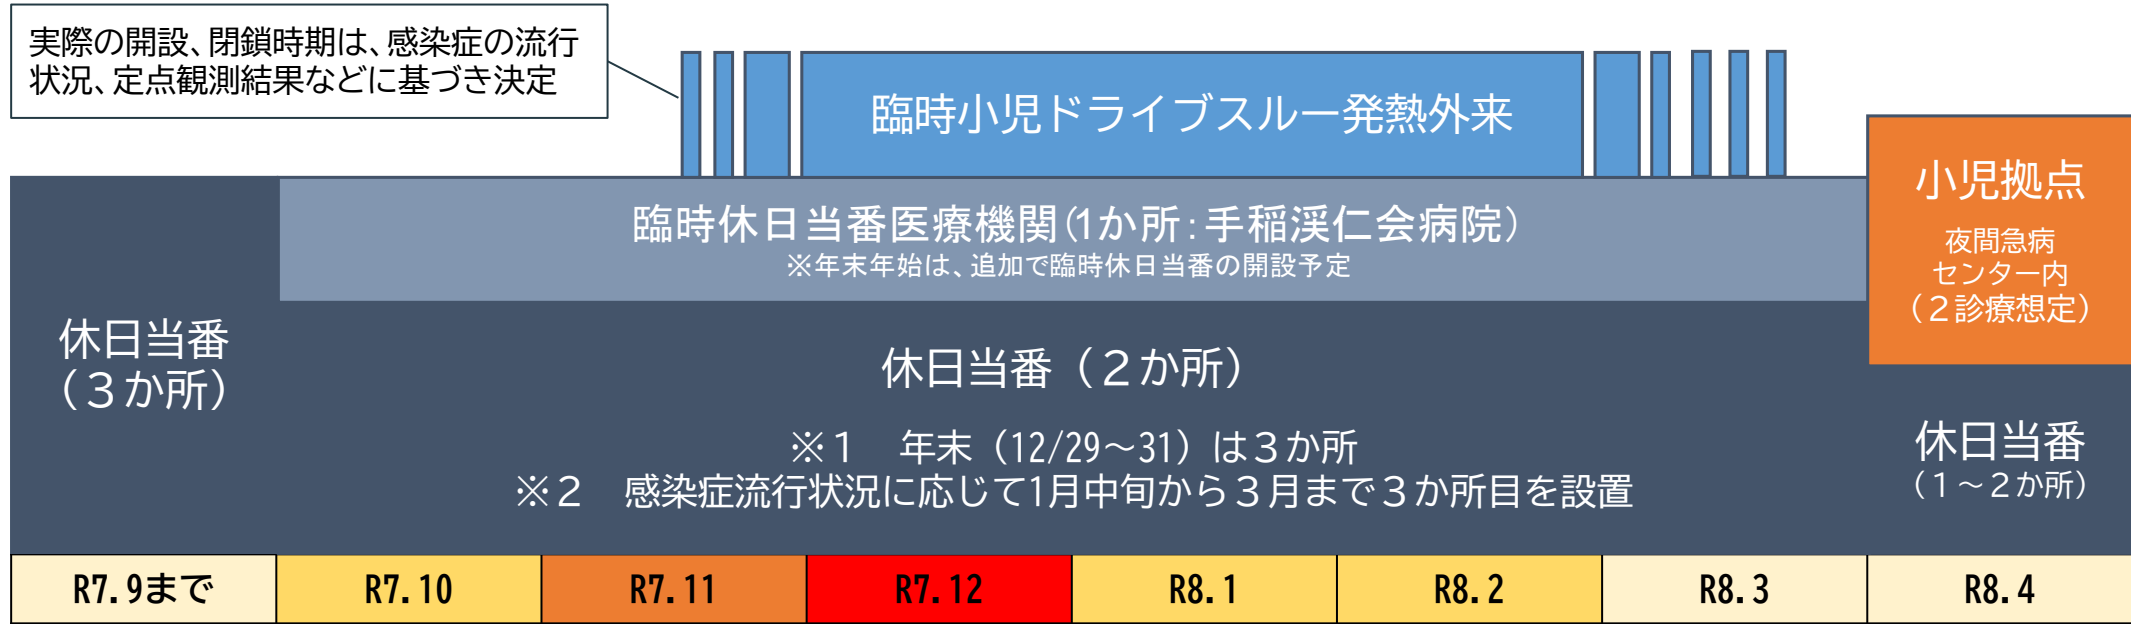 実際の開設、閉鎖時期は、感染症の流行
状況、定点観測結果などに基づき決定
臨時小児ドライブスルー発熱外来
臨時休日当番医療機関(1か所:手稲渓仁会病院)
※年末年始は、追加で臨時休日当番の開設予定
小児拠点
夜間急病
センター内
(2診療想定)
休日当番
(3か所)
休日当番(2か所)
※1 年末(12/29~31)は3か所
※2 感染症流行状況に応じて1月中旬から3月まで3か所目を設置
休日当番
(1~2か所)
R7.9まで
R7.10
R7.11
R7.12
R8.1
R8.2
R8.3
R8.4